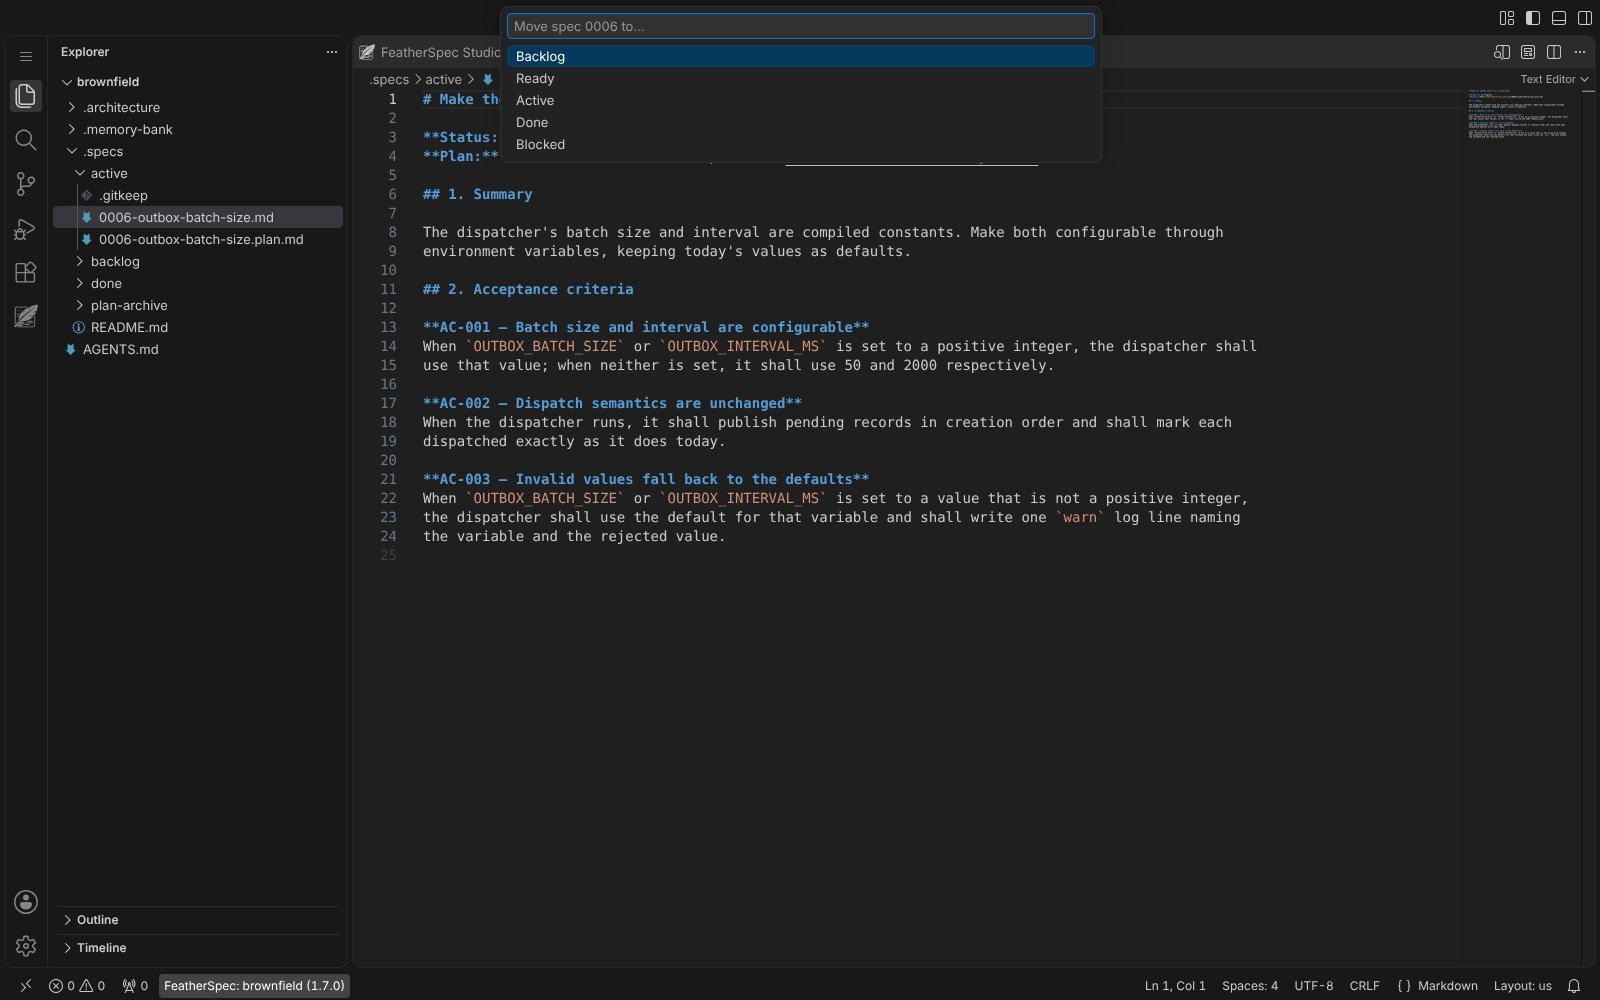 Move spec 0006 to...
Backlog
Ready
Active
Done
Blocked
Explorer
brownfield
.architecture
.memory-bank
.specs
active
.gitkeep
0006-outbox-batch-size.md
0006-outbox-batch-size.plan.md
backlog
done
plan-archive
README.md
AGENTS.md
Outline
Timeline
FeatherSpec Studio
.specs > active >
Text Editor
1 # Make the
2
3 **Status:
4 **Plan:**
5
6 ## 1. Summary
7
8 The dispatcher's batch size and interval are compiled constants. Make both configurable through
9 environment variables, keeping today's values as defaults.
10
11 ## 2. Acceptance criteria
12
13 **AC-001 — Batch size and interval are configurable**
14 When `OUTBOX_BATCH_SIZE` or `OUTBOX_INTERVAL_MS` is set to a positive integer, the dispatcher shall
15 use that value; when neither is set, it shall use 50 and 2000 respectively.
16
17 **AC-002 — Dispatch semantics are unchanged**
18 When the dispatcher runs, it shall publish pending records in creation order and shall mark each
19 dispatched exactly as it does today.
20
21 **AC-003 — Invalid values fall back to the defaults**
22 When `OUTBOX_BATCH_SIZE` or `OUTBOX_INTERVAL_MS` is set to a value that is not a positive integer,
23 the dispatcher shall use the default for that variable and shall write one `warn` log line naming
24 the variable and the rejected value.
25
0 0 0 FeatherSpec: brownfield (1.7.0) Ln 1, Col 1 Spaces: 4 UTF-8 CRLF { } Markdown Layout: us